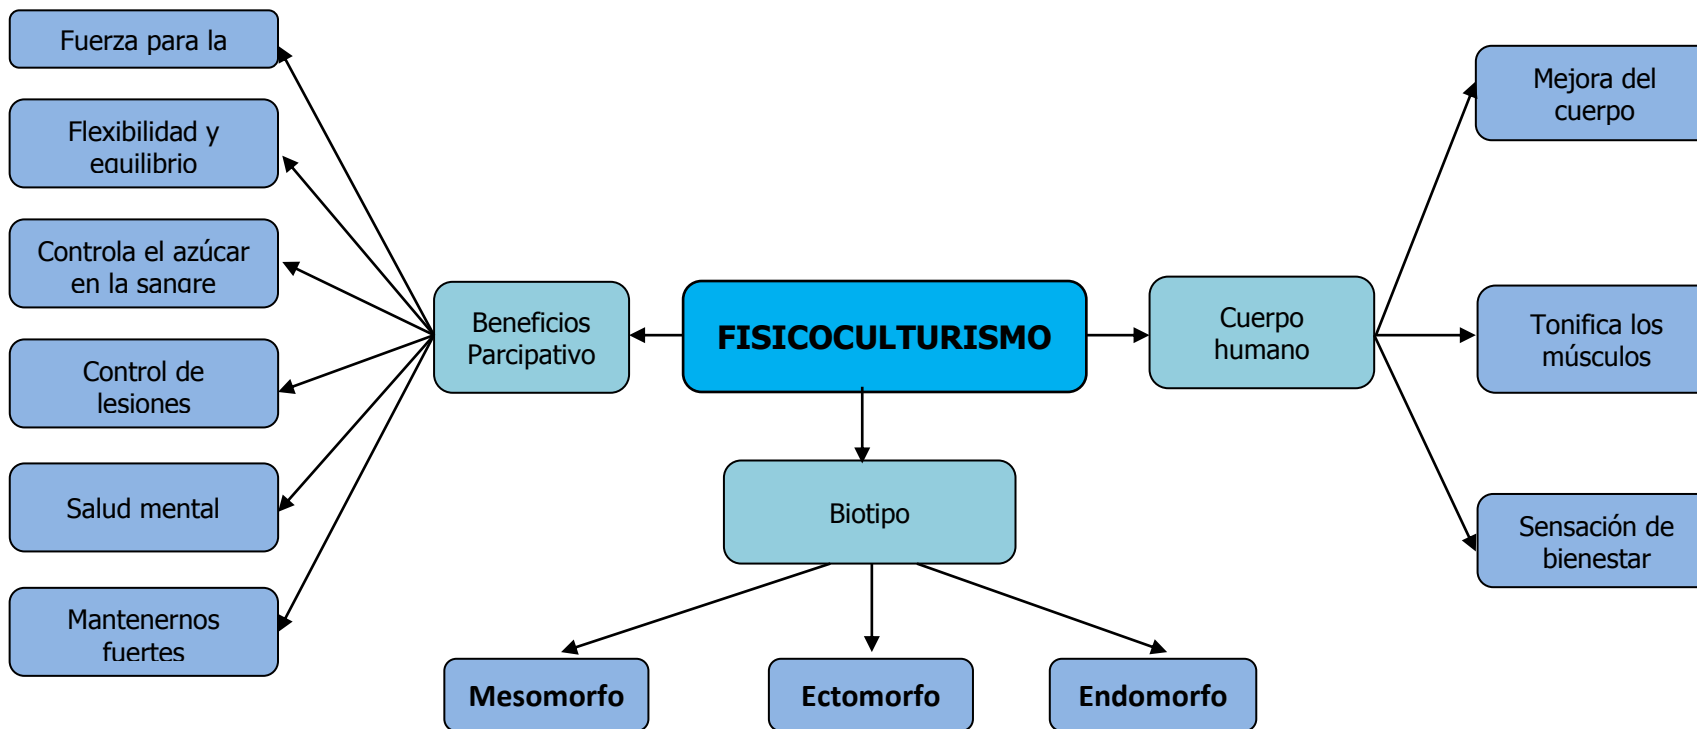 Fuerza para la
Flexibilidad y
equilibrio
Controla el azúcar
en la sangre
Control de
lesiones
Salud mental
Mantenernos
fuertes
Beneficios
Parcipativo
FISICOCULTURISMO
Biotipo
Mesomorfo
Ectomorfo
Endomorfo
Cuerpo
humano
Mejora del
cuerpo
Tonifica los
músculos
Sensación de
bienestar